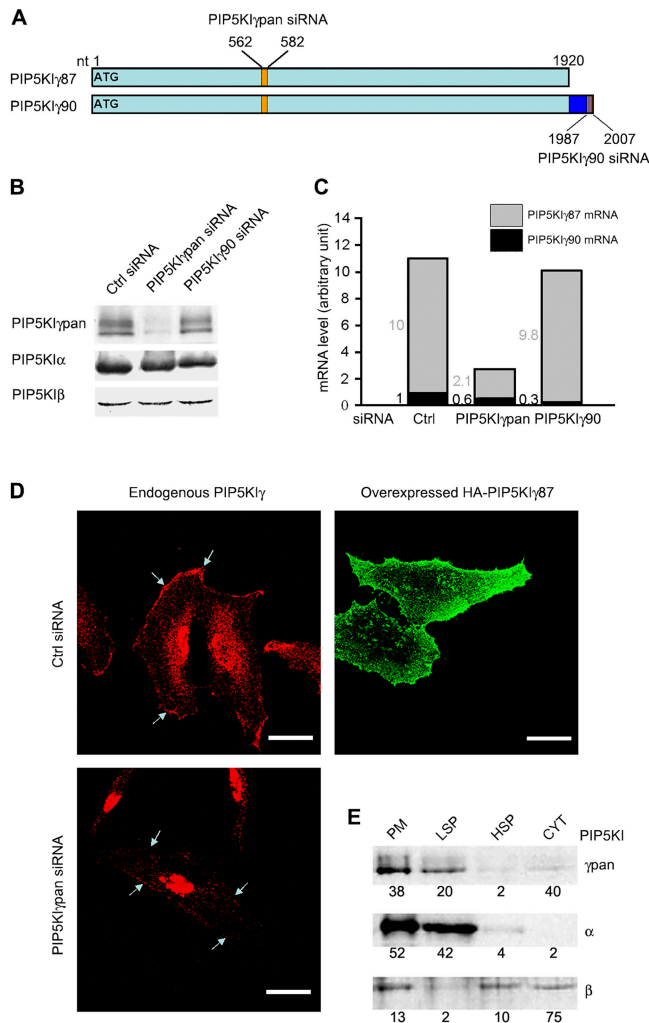 A
PIP5KIγpan siRNA
562 582
nt 1 1920
PIP5KIγ87 ATG
PIP5KIγ90 ATG
1987 2007
PIP5KIγ90 siRNA
B
Ctrl siRNA
PIP5KIγpan siRNA
PIP5KIγ90 siRNA
PIP5KIγpan
PIP5KIα
PIP5KIβ
C
PIP5KIγ87 mRNA
PIP5KIγ90 mRNA
mRNA level (arbitrary unit)
14
12
10
8
6
4
2
0
10
1
2.1
0.6
9.8
0.3
siRNA Ctrl PIP5KIγpan PIP5KIγ90
D
Endogenous PIP5KIγ
Overexpressed HA-PIP5KIγ87
Ctrl siRNA
PIP5KIγpan siRNA
E
PM LSP HSP CYT PIP5KI
γpan
38 20 2 40
α
52 42 4 2
β
13 2 10 75